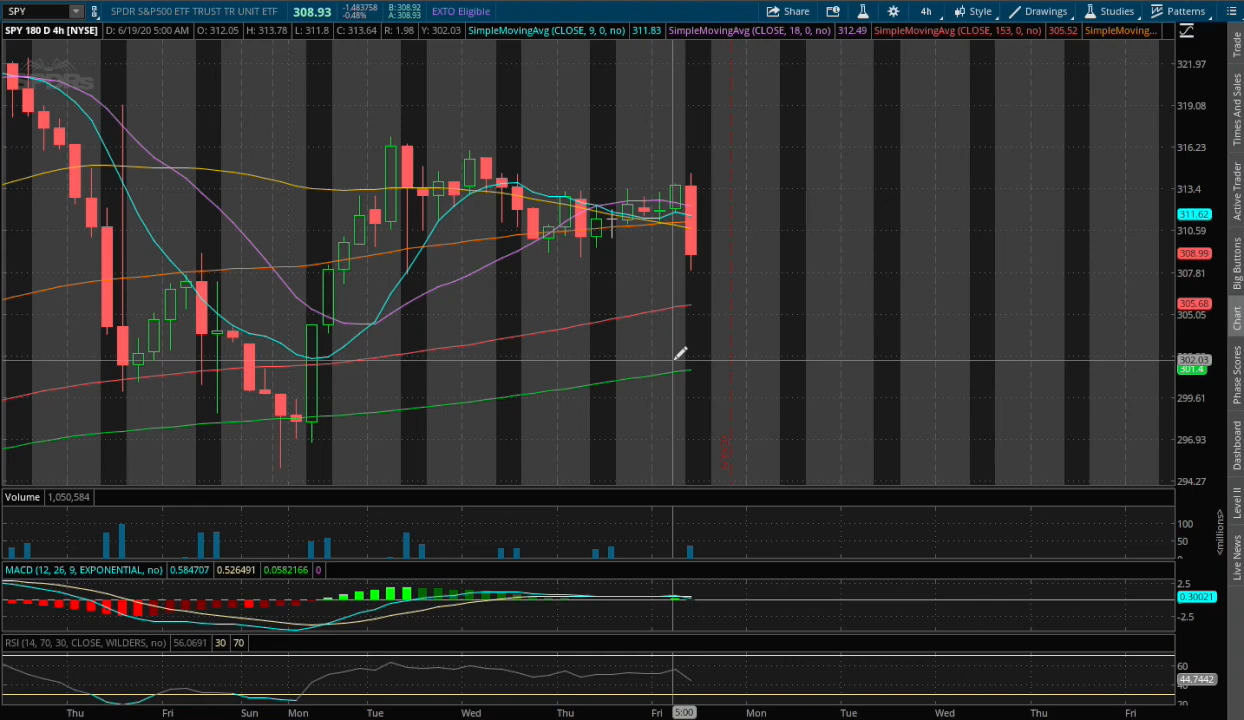 SPY SPDR S&P500 ETF TRUST TR UNIT ETF 308.93 -1.483758 -0.48% B: 308.92 A: 308.93 EXTO Eligible Share 4h Style Drawings Studies Patterns
SPY 180 D 4h [NYSE] D: 6/19/20 5:00 AM O: 312.05 H: 313.78 L: 311.8 C: 313.64 R: 1.98 Y: 302.03 SimpleMovingAvg (CLOSE, 9, 0, no) 311.83 SimpleMovingAvg (CLOSE, 18, 0, no) 312.49 SimpleMovingAvg (CLOSE, 153, 0, no) 305.52 SimpleMoving...
SPDRs
321.97
319.08
316.23
313.4
311.62
310.59
308.99
307.81
305.68
305.05
302.03
301.4
299.61
296.93
294.27
Volume 1,050,584
100
50
<millions>
MACD (12, 26, 9, EXPONENTIAL, no) 0.584707 0.526491 0.0582166 0
2.5
0.30021
-2.5
RSI (14, 70, 30, CLOSE, WILDERS, no) 56.0691 30 70
60
44.7442
40
20
Thu Fri Sun Mon Tue Wed Thu Fri 5:00 Mon Tue Wed Thu Fri
Trade
Times And Sales
Active Trader
Big Buttons
Chart
Phase Scores
Dashboard
Level II
Live News